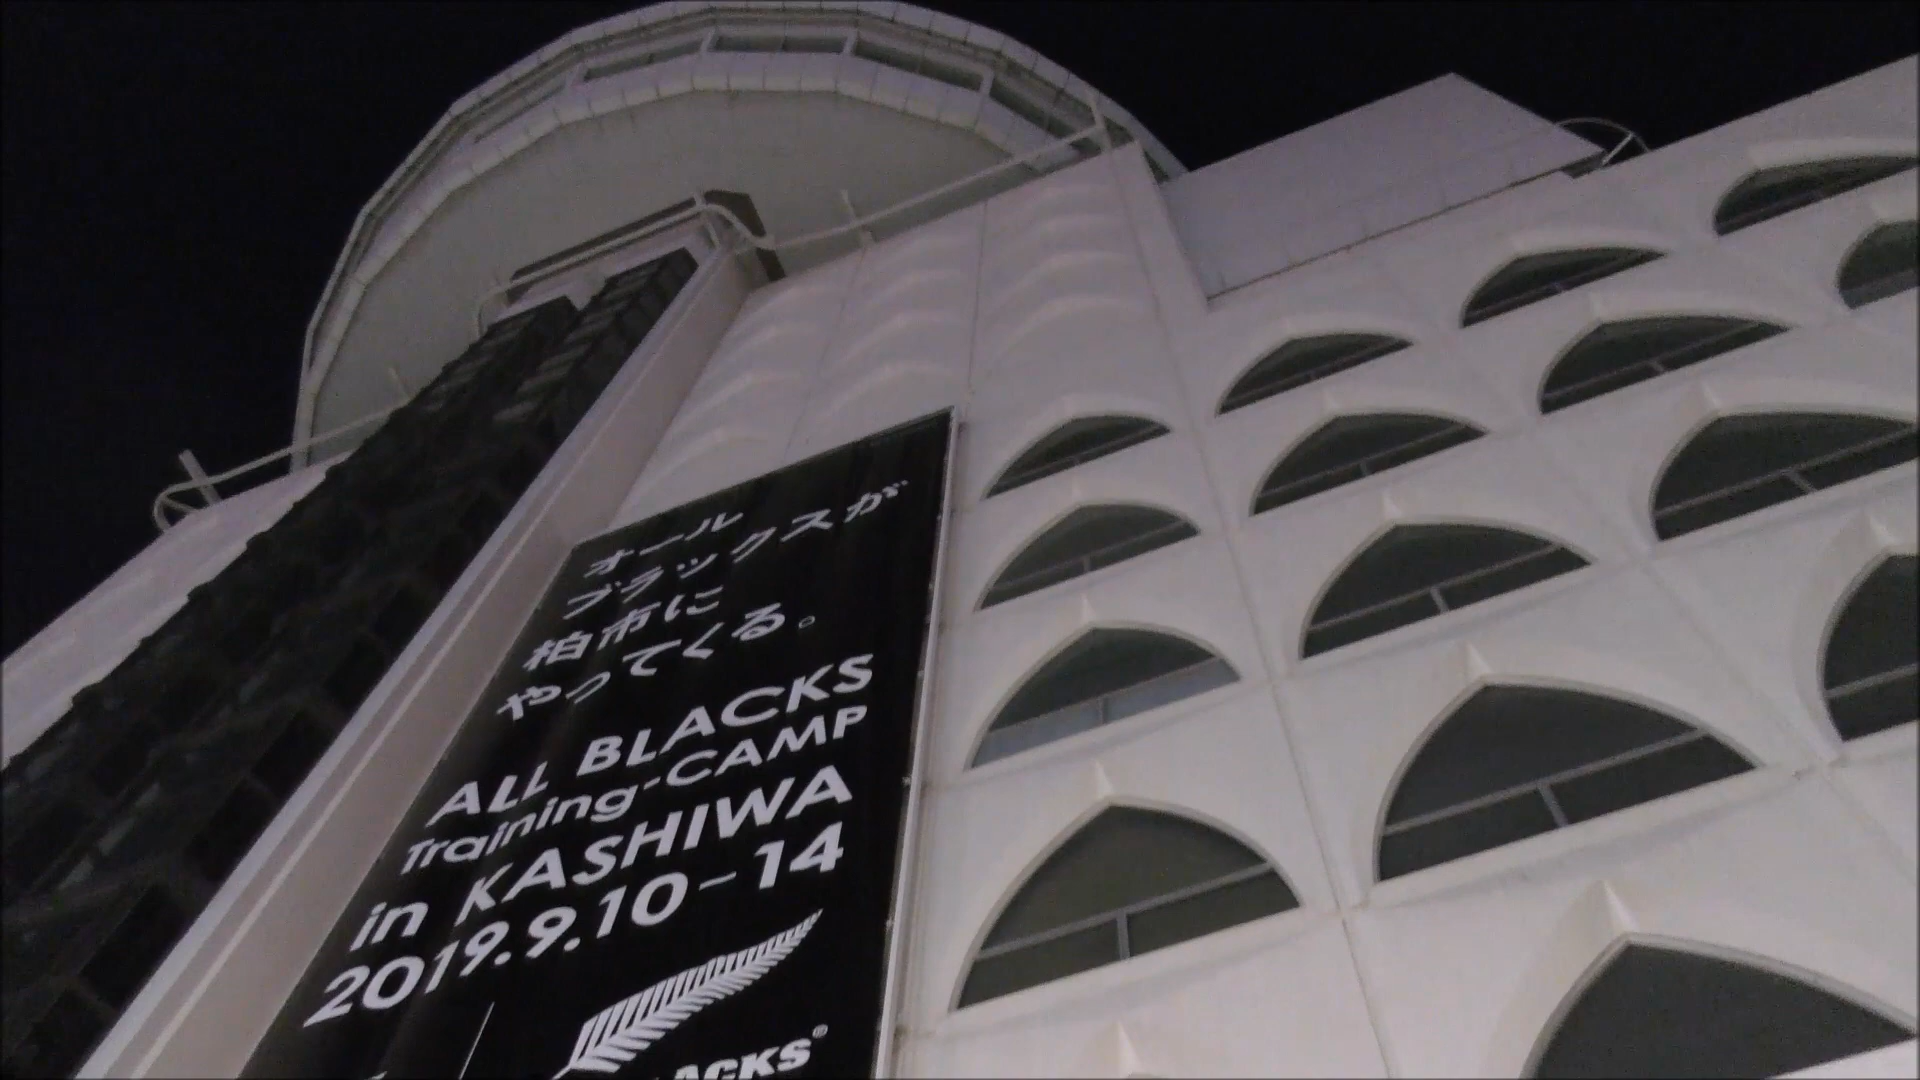 オール
ブラックスが
柏市に
やってくる。
ALL BLACKS
Training-CAMP
in KASHIWA
2019.9.10-14
ACKS®